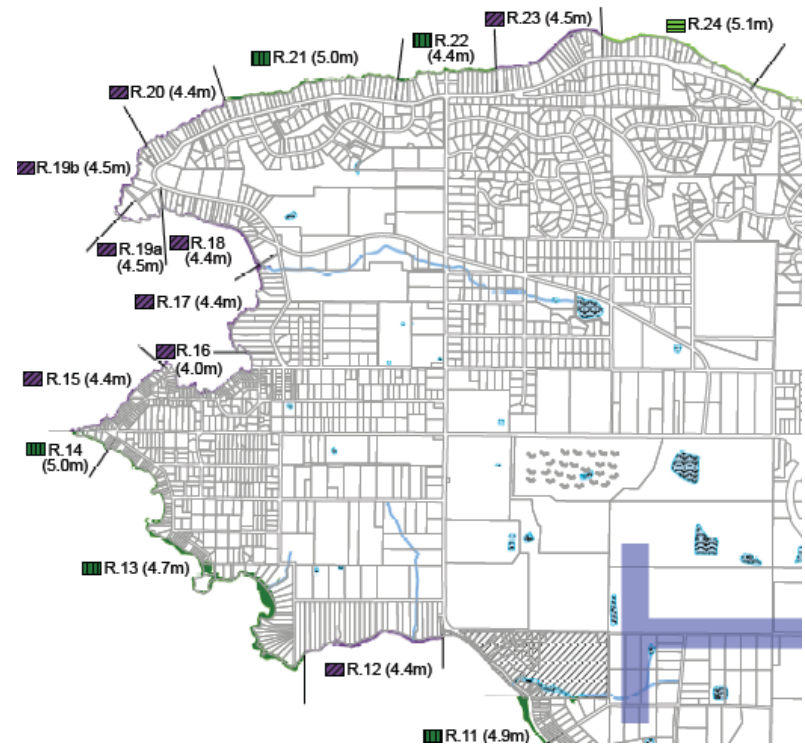 R.23 (4.5m)
R.24 (5.1m)
R.22
(4.4m)
R.21 (5.0m)
R.20 (4.4m)
R.19b (4.5m)
R.19a
(4.5m)
R.18
(4.4m)
R.17 (4.4m)
R.16
(4.0m)
R.15 (4.4m)
R.14
(5.0m)
R.13 (4.7m)
R.12 (4.4m)
R.11 (4.9m)